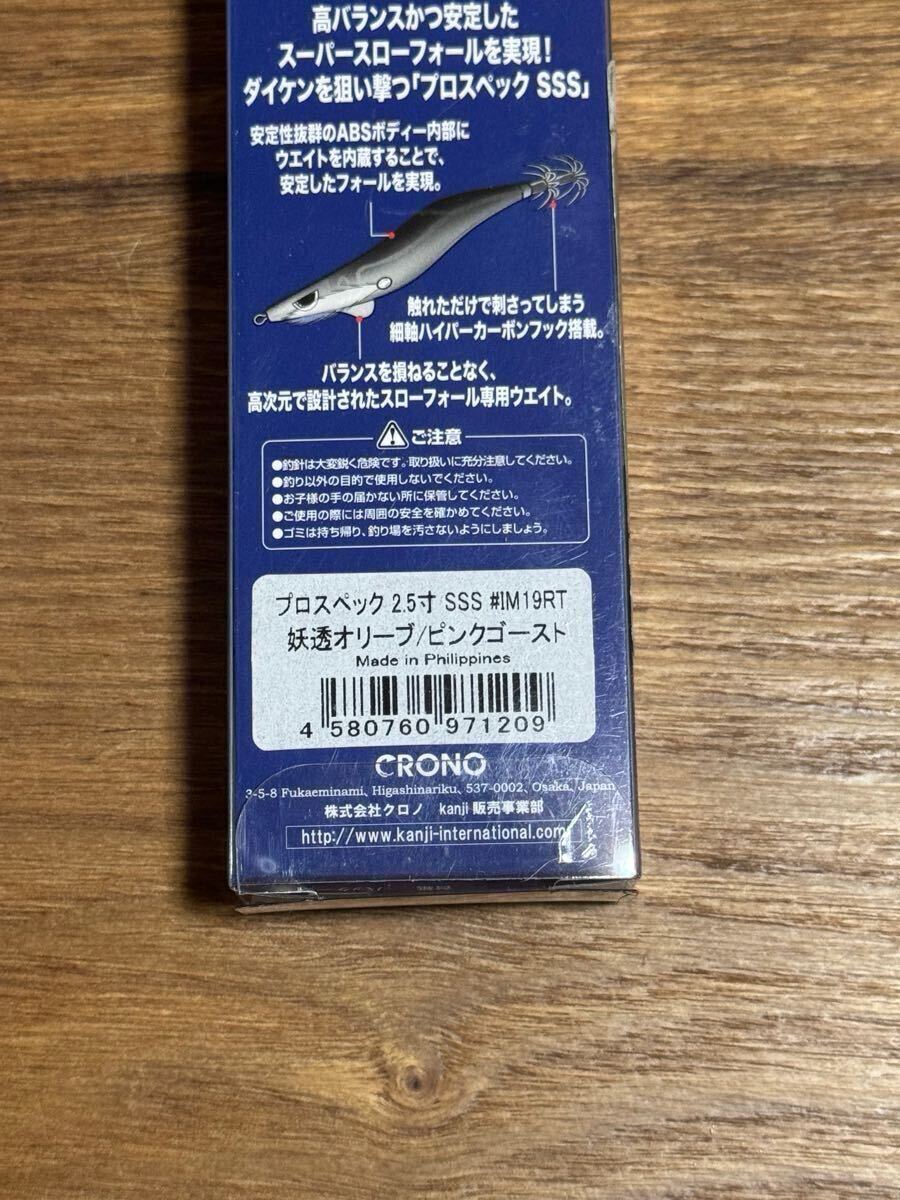 高バランスかつ安定した
スーパースローフォールを実現!
ダイケンを狙い撃つ「プロスペック SSS」
安定性抜群のABSボディー内部に
ウエイトを内蔵することで、
安定したフォールを実現。
触れただけで刺さってしまう
細軸ハイパーカーボンフック搭載。
バランスを損ねることなく、
高次元で設計されたスローフォール専用ウエイト。
ご注意
●釣針は大変鋭く危険です。取り扱いに充分注意してください。
●釣り以外の目的で使用しないでください。
●お子様の手の届かない所に保管してください。
●ご使用の際には周囲の安全を確かめてください。
●ゴミは持ち帰り、釣り場を汚さないようにしましょう。
プロスペック 2.5寸 SSS #IM19RT
妖透オリーブ/ピンクゴースト
Made in Philippines
4 580760 971209
CRONO
3-5-8 Fukaeminami, Higashinariku, 537-0002, Osaka, Japan
株式会社クロノ kanji 販売事業部
http://www.kanji-international.com